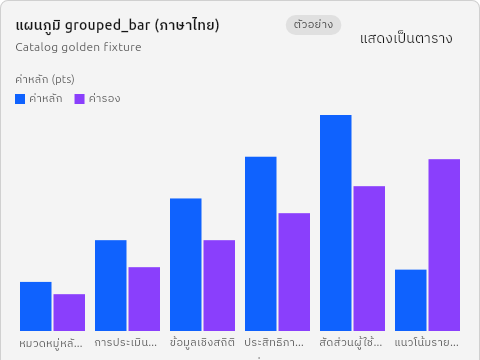 แผนภูมิ grouped_bar (ภาษาไทย)
ตัวอย่าง
แสดงเป็นตาราง
Catalog golden fixture
ค่าหลัก (pts)
ค่าหลัก ค่ารอง
หมวดหมู่หลั... การประเมิน... ข้อมูลเชิงสถิติ ประสิทธิภา... สัดส่วนผู้ใช้... แนวโน้มราย...